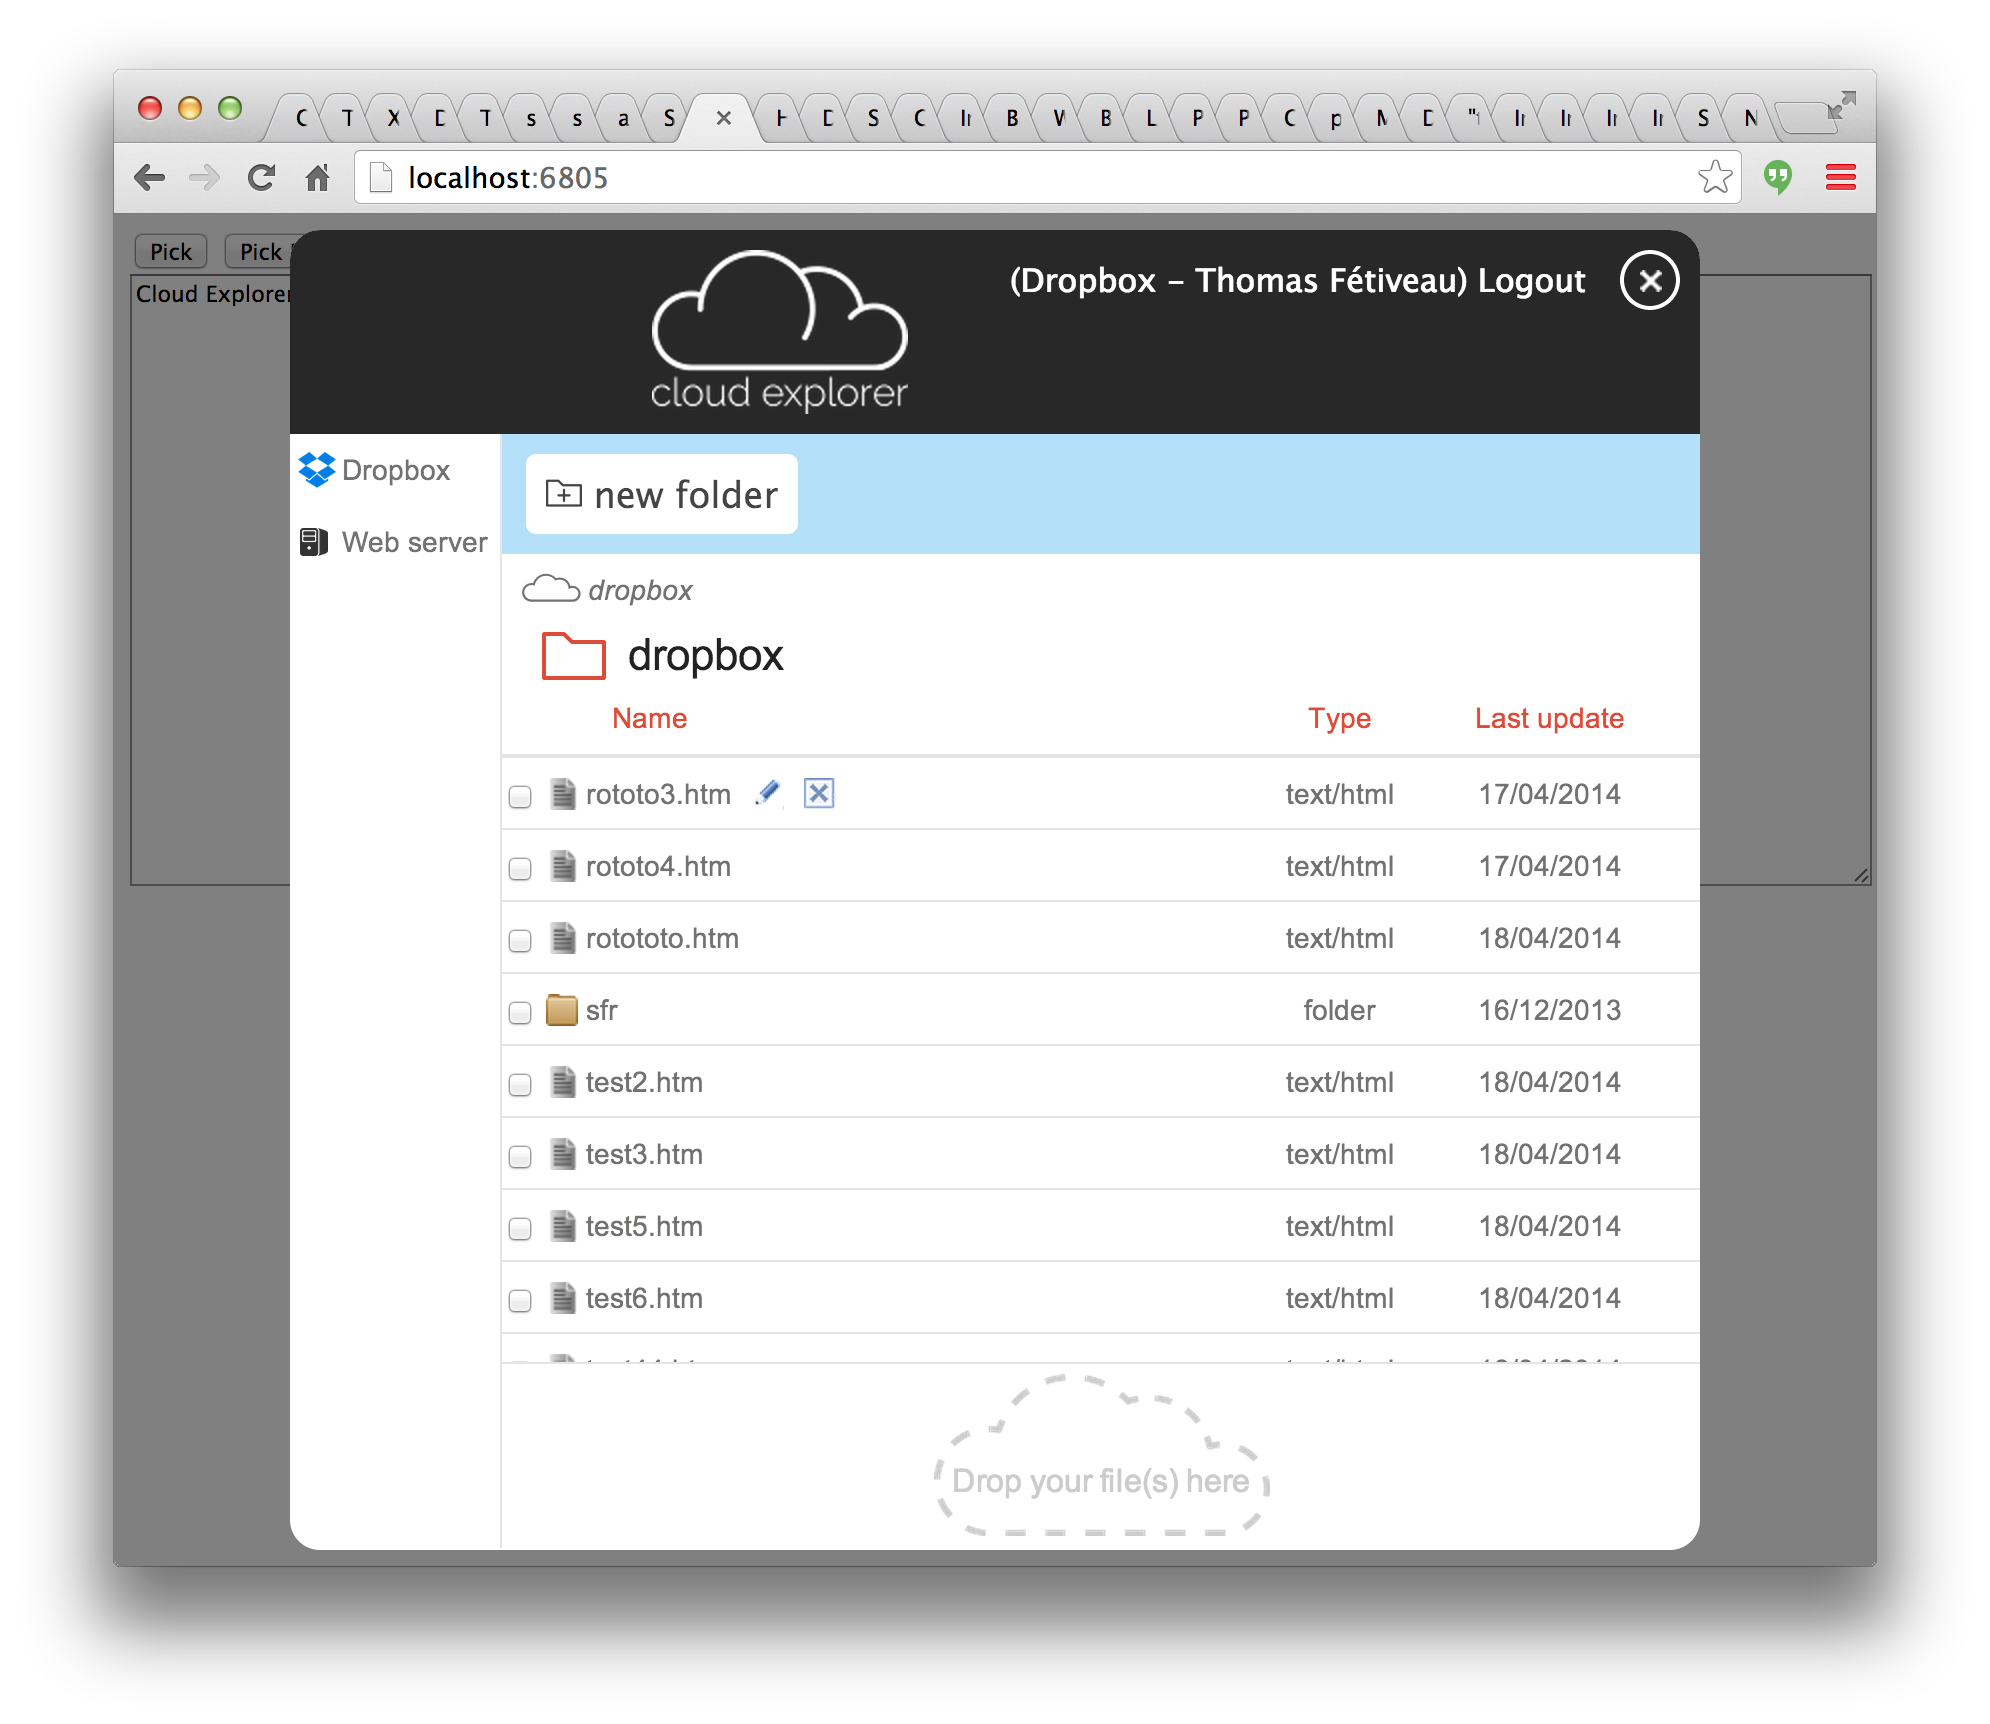 C T X D T s s a S H D S C B W B L P P C p M D S N
localhost:6805
Pick Pick
Cloud Explorer
(Dropbox – Thomas Fétiveau) Logout
cloud explorer
Dropbox
Web server
new folder
dropbox
dropbox
Name Type Last update
rototo3.htm text/html 17/04/2014
rototo4.htm text/html 17/04/2014
rotototo.htm text/html 18/04/2014
sfr folder 16/12/2013
test2.htm text/html 18/04/2014
test3.htm text/html 18/04/2014
test5.htm text/html 18/04/2014
test6.htm text/html 18/04/2014
Drop your file(s) here